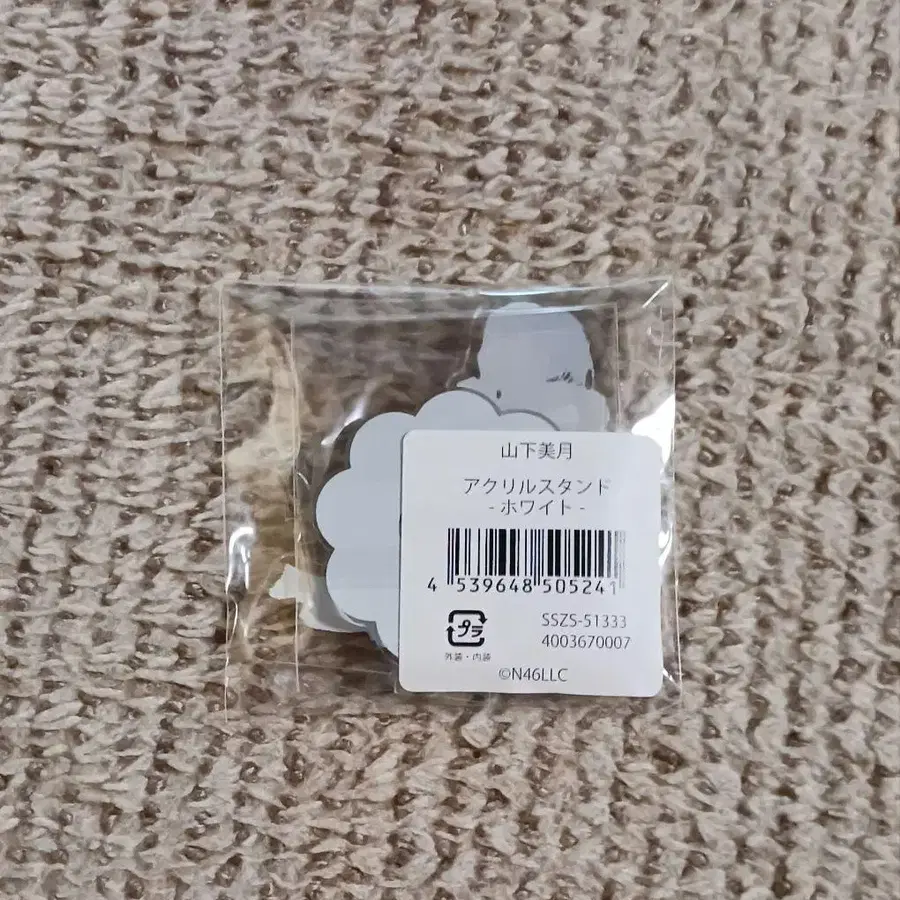 山下美月
アクリルスタンド
- ホワイト -
4 539648 505241
プラ
外装・内装
SSZS-51333
4003670007
©N46LLC